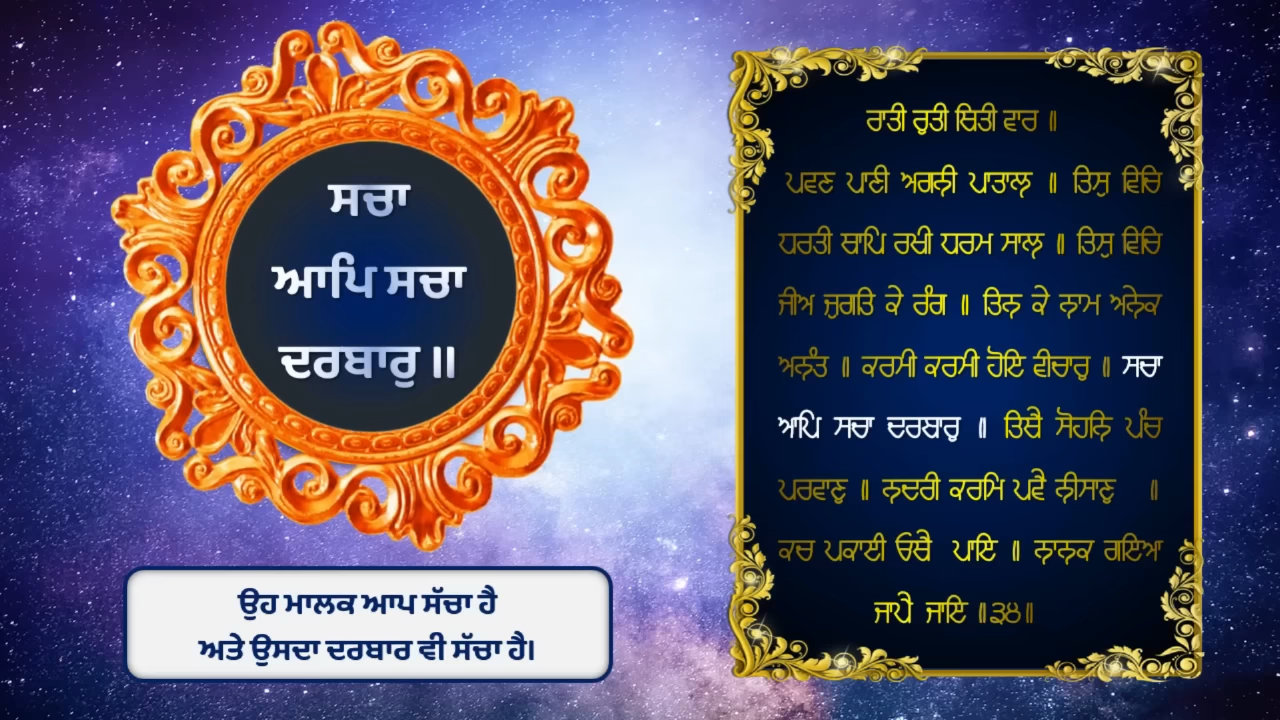 ਸਚਾ
ਆਪਿ ਸਚਾ
ਦਰਬਾਰੁ ॥
ਉਹ ਮਾਲਕ ਆਪ ਸੱਚਾ ਹੈ
ਅਤੇ ਉਸਦਾ ਦਰਬਾਰ ਵੀ ਸੱਚਾ ਹੈ।
ਰਾਤੀ ਰੁਤੀ ਥਿਤੀ ਵਾਰ ॥
ਪਵਣ ਪਾਣੀ ਅਗਨੀ ਪਾਤਾਲ ॥ ਤਿਸੁ ਵਿਚਿ
ਧਰਤੀ ਥਾਪਿ ਰਖੀ ਧਰਮ ਸਾਲ ॥ ਤਿਸੁ ਵਿਚਿ
ਜੀਅ ਜੁਗਤਿ ਕੇ ਰੰਗ ॥ ਤਿਨ ਕੇ ਨਾਮ ਅਨੇਕ
ਅਨੰਤ ॥ ਕਰਮੀ ਕਰਮੀ ਹੋਇ ਵੀਚਾਰੁ ॥ ਸਚਾ
ਆਪਿ ਸਚਾ ਦਰਬਾਰੁ ॥ ਤਿਥੈ ਸੋਹਨਿ ਪੰਚ
ਪਰਵਾਣੁ ॥ ਨਦਰੀ ਕਰਮਿ ਪਵੈ ਨੀਸਾਣੁ ॥
ਕਚ ਪਕਾਈ ਓਥੈ ਪਾਇ ॥ ਨਾਨਕ ਗਇਆ
ਜਾਪੈ ਜਾਇ ॥੩੪॥